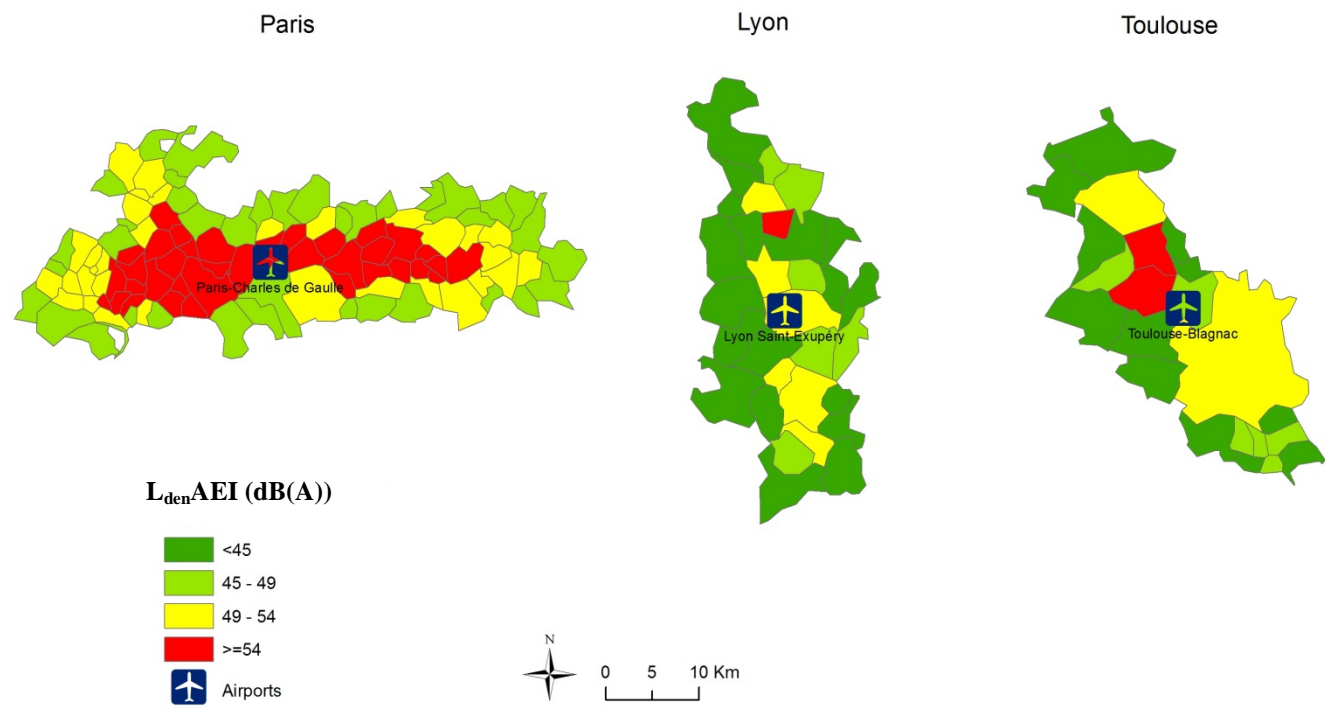 Paris
Lyon
Toulouse
Paris-Charles de Gaulle
Lyon Saint-Exupéry
Toulouse-Blagnac
LdenAEI (dB(A))
<45
45 - 49
49 - 54
>=54
Airports
N
0 5 10 Km